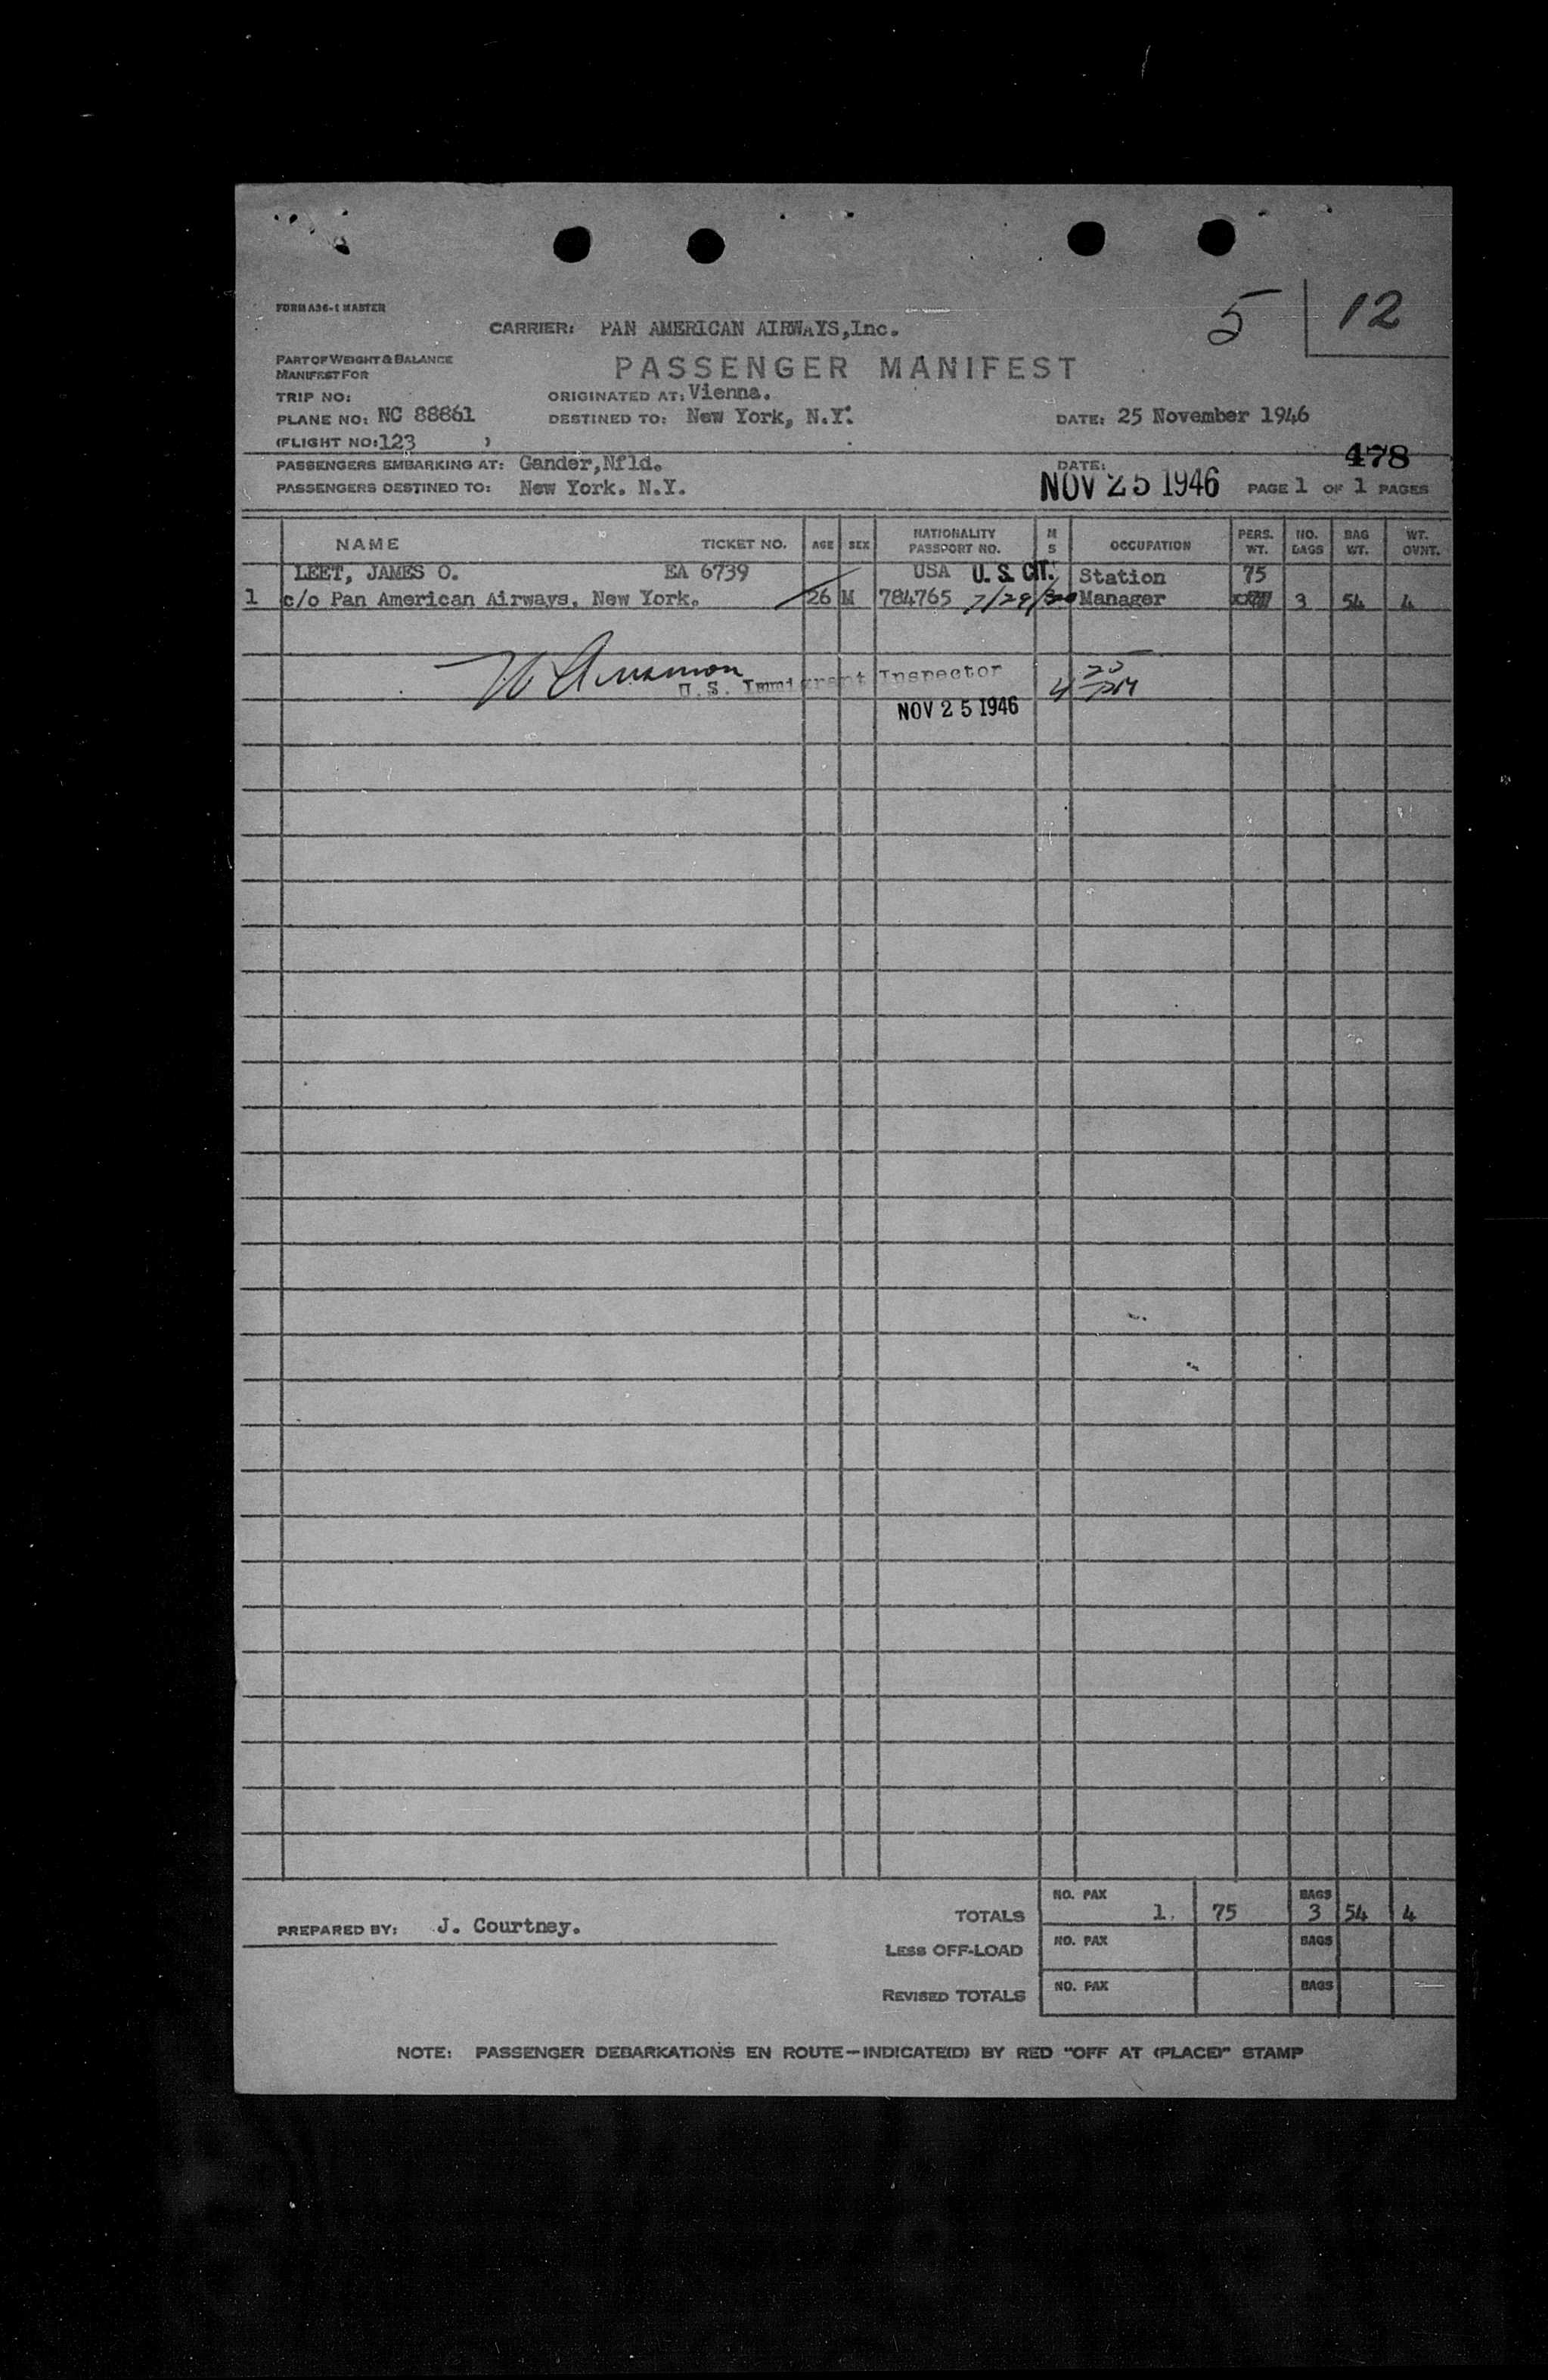 FORM A36-1 MASTER
5 12
CARRIER: PAN AMERICAN AIRWAYS,Inc.
PART OF WEIGHT & BALANCE
MANIFEST FOR
PASSENGER MANIFEST
TRIP NO: ORIGINATED AT: Vienna.
PLANE NO: NC 88861 DESTINED TO: New York, N.Y. DATE: 25 November 1946
(FLIGHT NO: 123 )
478
PASSENGERS EMBARKING AT: Gander,Nfld. DATE:
PASSENGERS DESTINED TO: New York. N.Y. NOV 25 1946 PAGE 1 OF 1 PAGES
NAME TICKET NO. AGE SEX NATIONALITY PASSPORT NO. M S OCCUPATION PERS. WT. NO. BAGS BAG WT. WT. OVNT.
LEET, JAMES O. EA 6739 USA U.S. CIT. Station 75
1 c/o Pan American Airways, New York. 26 M 784765 7/29/20 Manager 3 54 4
U.S. Immigrant Inspector 4 25 PM
NOV 25 1946
NO. PAX BAGS
TOTALS 1. 75 3 54 4
PREPARED BY: J. Courtney.
LESS OFF-LOAD NO. PAX BAGS
REVISED TOTALS NO. PAX BAGS
NOTE: PASSENGER DEBARKATIONS EN ROUTE—INDICATE(D) BY RED "OFF AT (PLACE)" STAMP